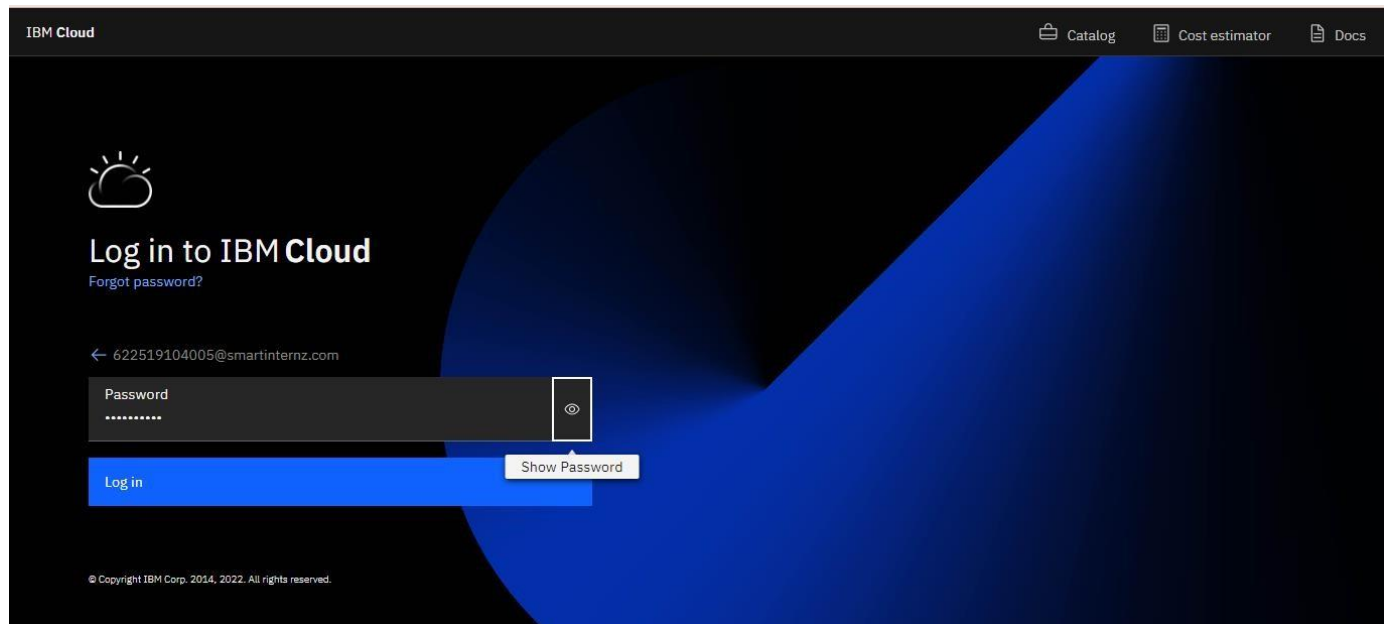 IBM Cloud Catalog Cost estimator Docs
Log in to IBM Cloud
Forgot password?
← 622519104005@smartinternz.com
Password
••••••••••
Show Password
Log in
© Copyright IBM Corp. 2014, 2022. All rights reserved.